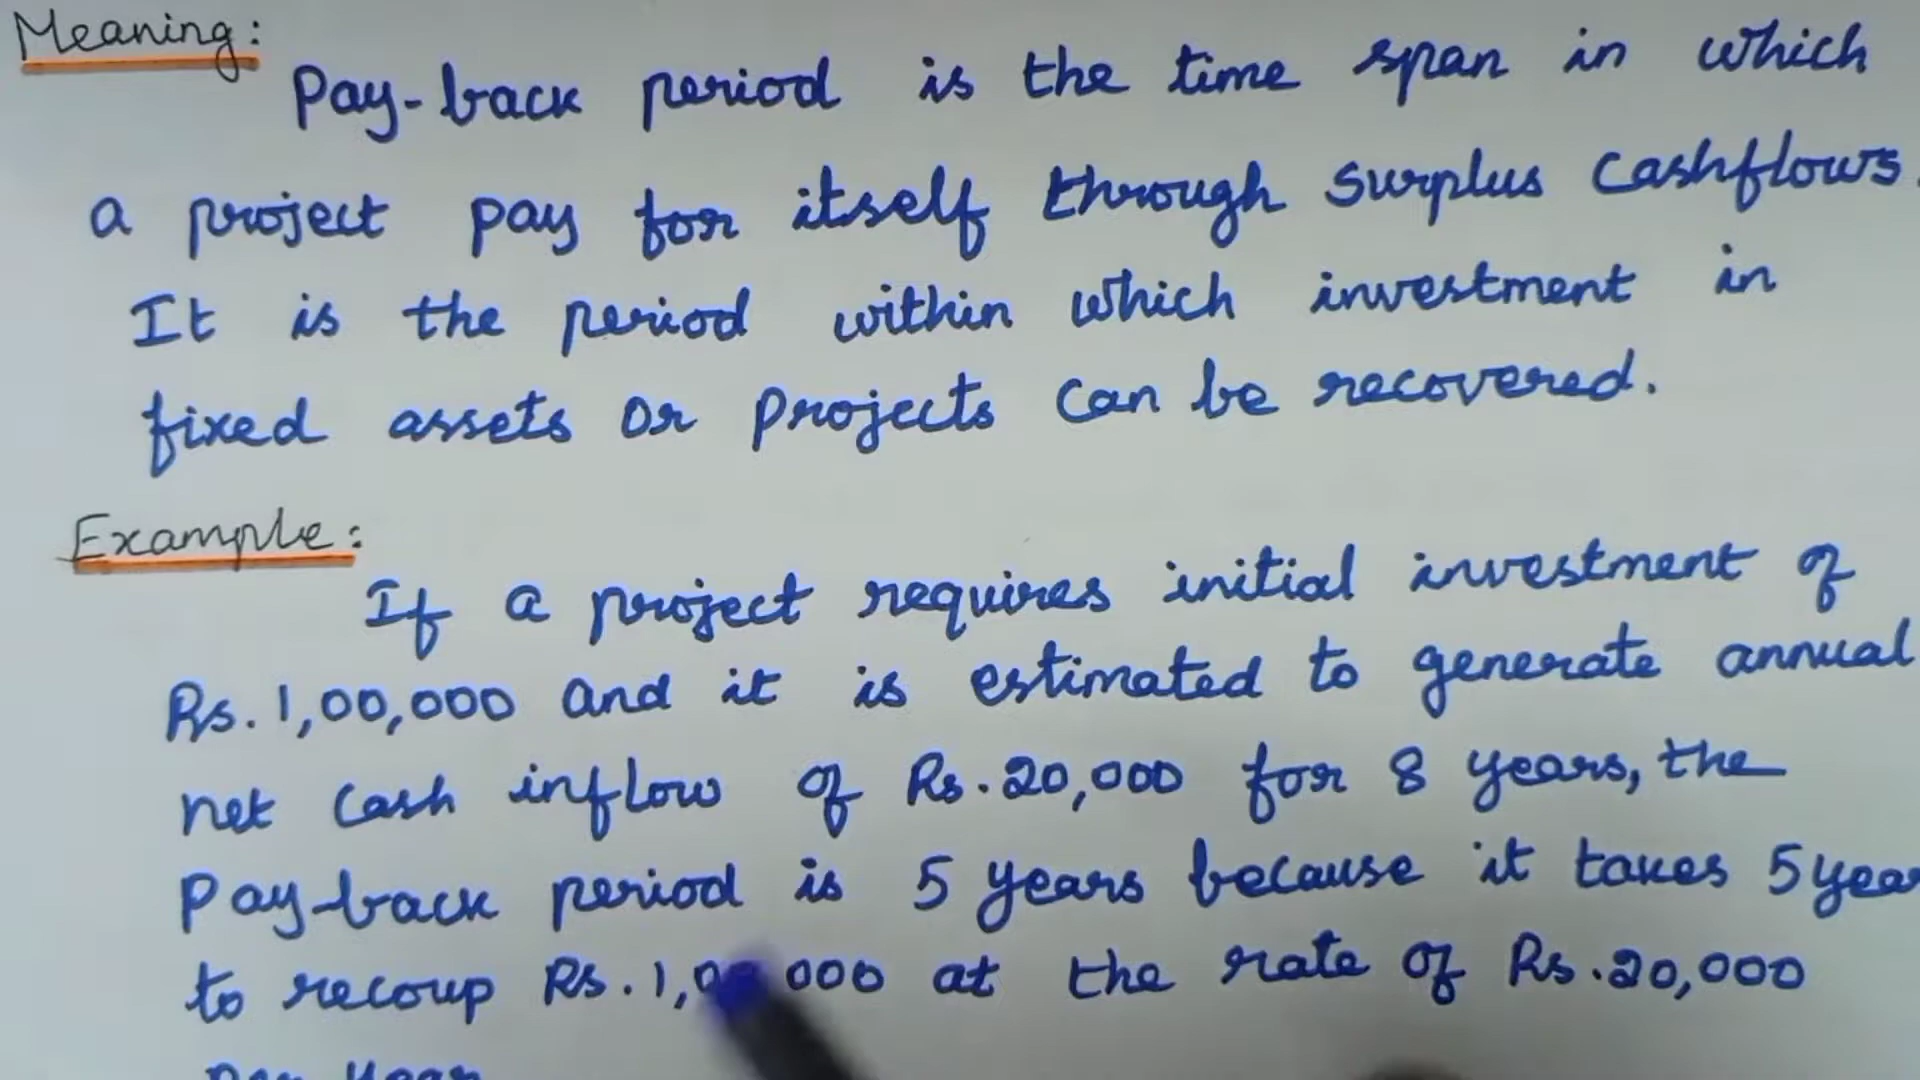 Meaning:
Pay-back period is the time span in which
a project pay for itself through surplus cashflows.
It is the period within which investment in
fixed assets or projects can be recovered.
Example:
If a project requires initial investment of
Rs. 1,00,000 and it is estimated to generate annual
net cash inflow of Rs. 20,000 for 8 years, the
Pay-back period is 5 years because it takes 5 year
to recoup Rs. 1,00,000 at the rate of Rs. 20,000
per year